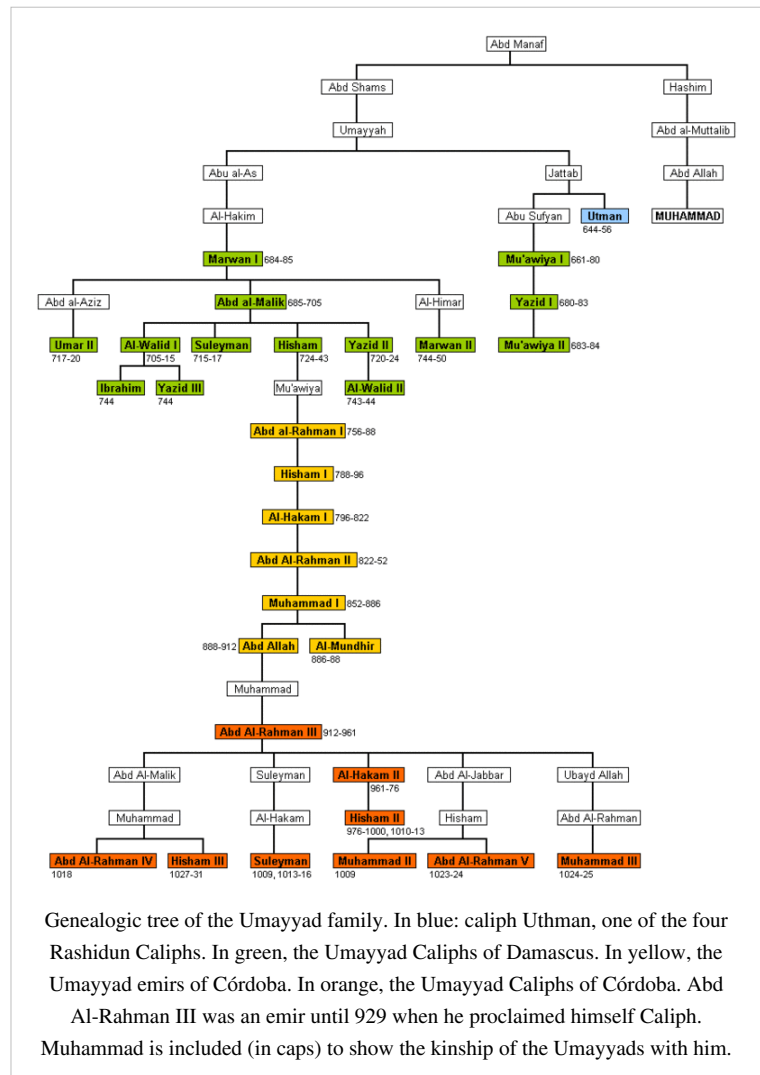 Abd Manaf
Abd Shams Hashim
Umayyah Abd al-Muttalib
Abu al-As Jattab Abd Allah
Al-Hakim Abu Sufyan Utman MUHAMMAD
644-56
Marwan I 684-85 Mu'awiya I 661-80
Abd al-Aziz Abd al-Malik 685-705 Al-Himar Yazid I 680-83
Umar II Al-Walid I Suleyman Hisham Yazid II Marwan II Mu'awiya II 683-84
717-20 705-15 715-17 724-43 720-24 744-50
Ibrahim Yazid III Mu'awiya Al-Walid II
744 744 743-44
Abd al-Rahman I 756-88
Hisham I 788-96
Al-Hakam I 796-822
Abd Al-Rahman II 822-52
Muhammad I 852-886
888-912 Abd Allah Al-Mundhir
886-88
Muhammad
Abd Al-Rahman III 912-961
Abd Al-Malik Suleyman Al-Hakam II Abd Al-Jabbar Ubayd Allah
961-76
Muhammad Al-Hakam Hisham II Hisham Abd Al-Rahman
976-1000, 1010-13
Abd Al-Rahman IV Hisham III Suleyman Muhammad II Abd Al-Rahman V Muhammad III
1018 1027-31 1009, 1013-16 1009 1023-24 1024-25
Genealogic tree of the Umayyad family. In blue: caliph Uthman, one of the four
Rashidun Caliphs. In green, the Umayyad Caliphs of Damascus. In yellow, the
Umayyad emirs of Córdoba. In orange, the Umayyad Caliphs of Córdoba. Abd
Al-Rahman III was an emir until 929 when he proclaimed himself Caliph.
Muhammad is included (in caps) to show the kinship of the Umayyads with him.